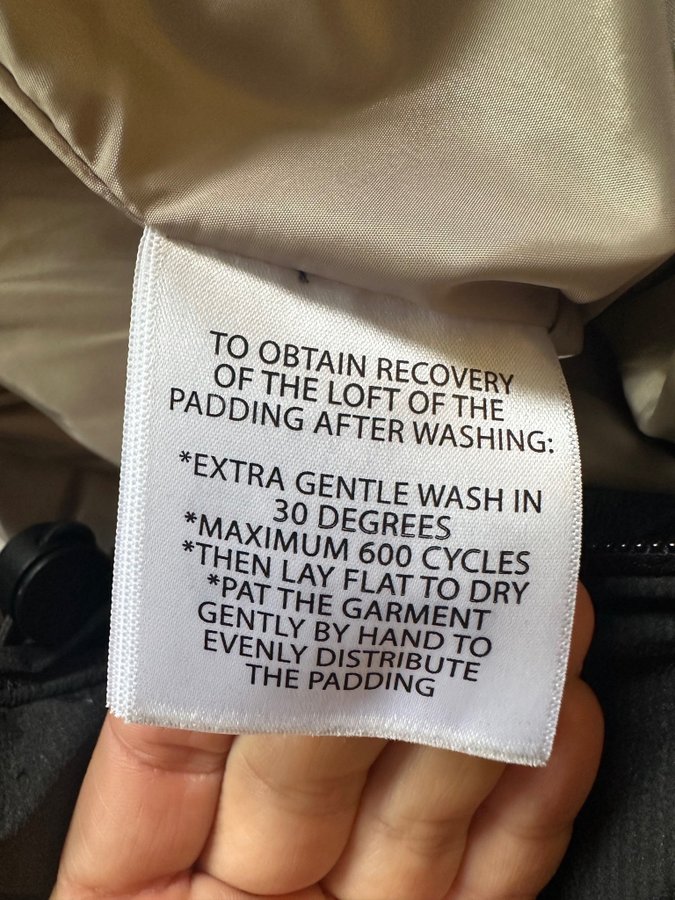 TO OBTAIN RECOVERY
OF THE LOFT OF THE
PADDING AFTER WASHING:
*EXTRA GENTLE WASH IN
30 DEGREES
*MAXIMUM 600 CYCLES
*THEN LAY FLAT TO DRY
*PAT THE GARMENT
GENTLY BY HAND TO
EVENLY DISTRIBUTE
THE PADDING